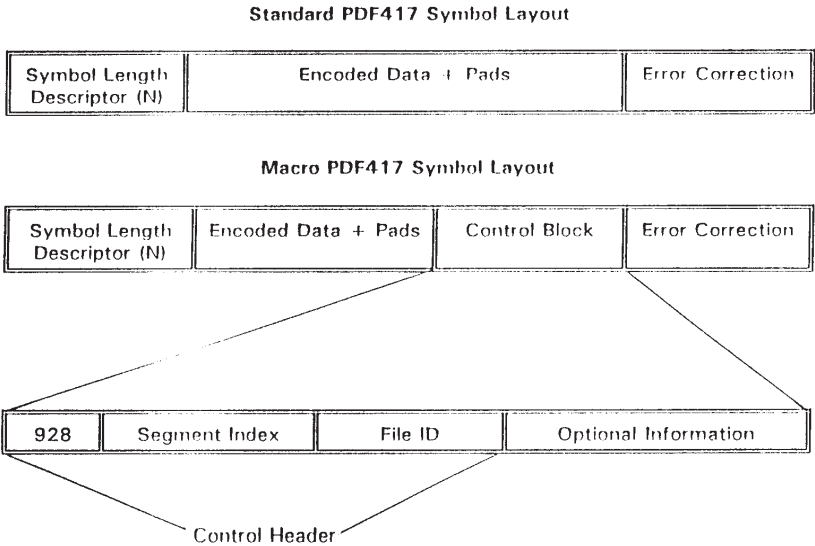 Standard PDF417 Symbol Layout
Symbol Length
Descriptor (N)
Encoded Data + Pads
Error Correction
Macro PDF417 Symbol Layout
Symbol Length
Descriptor (N)
Encoded Data + Pads
Control Block
Error Correction
928
Segment Index
File ID
Optional Information
Control Header